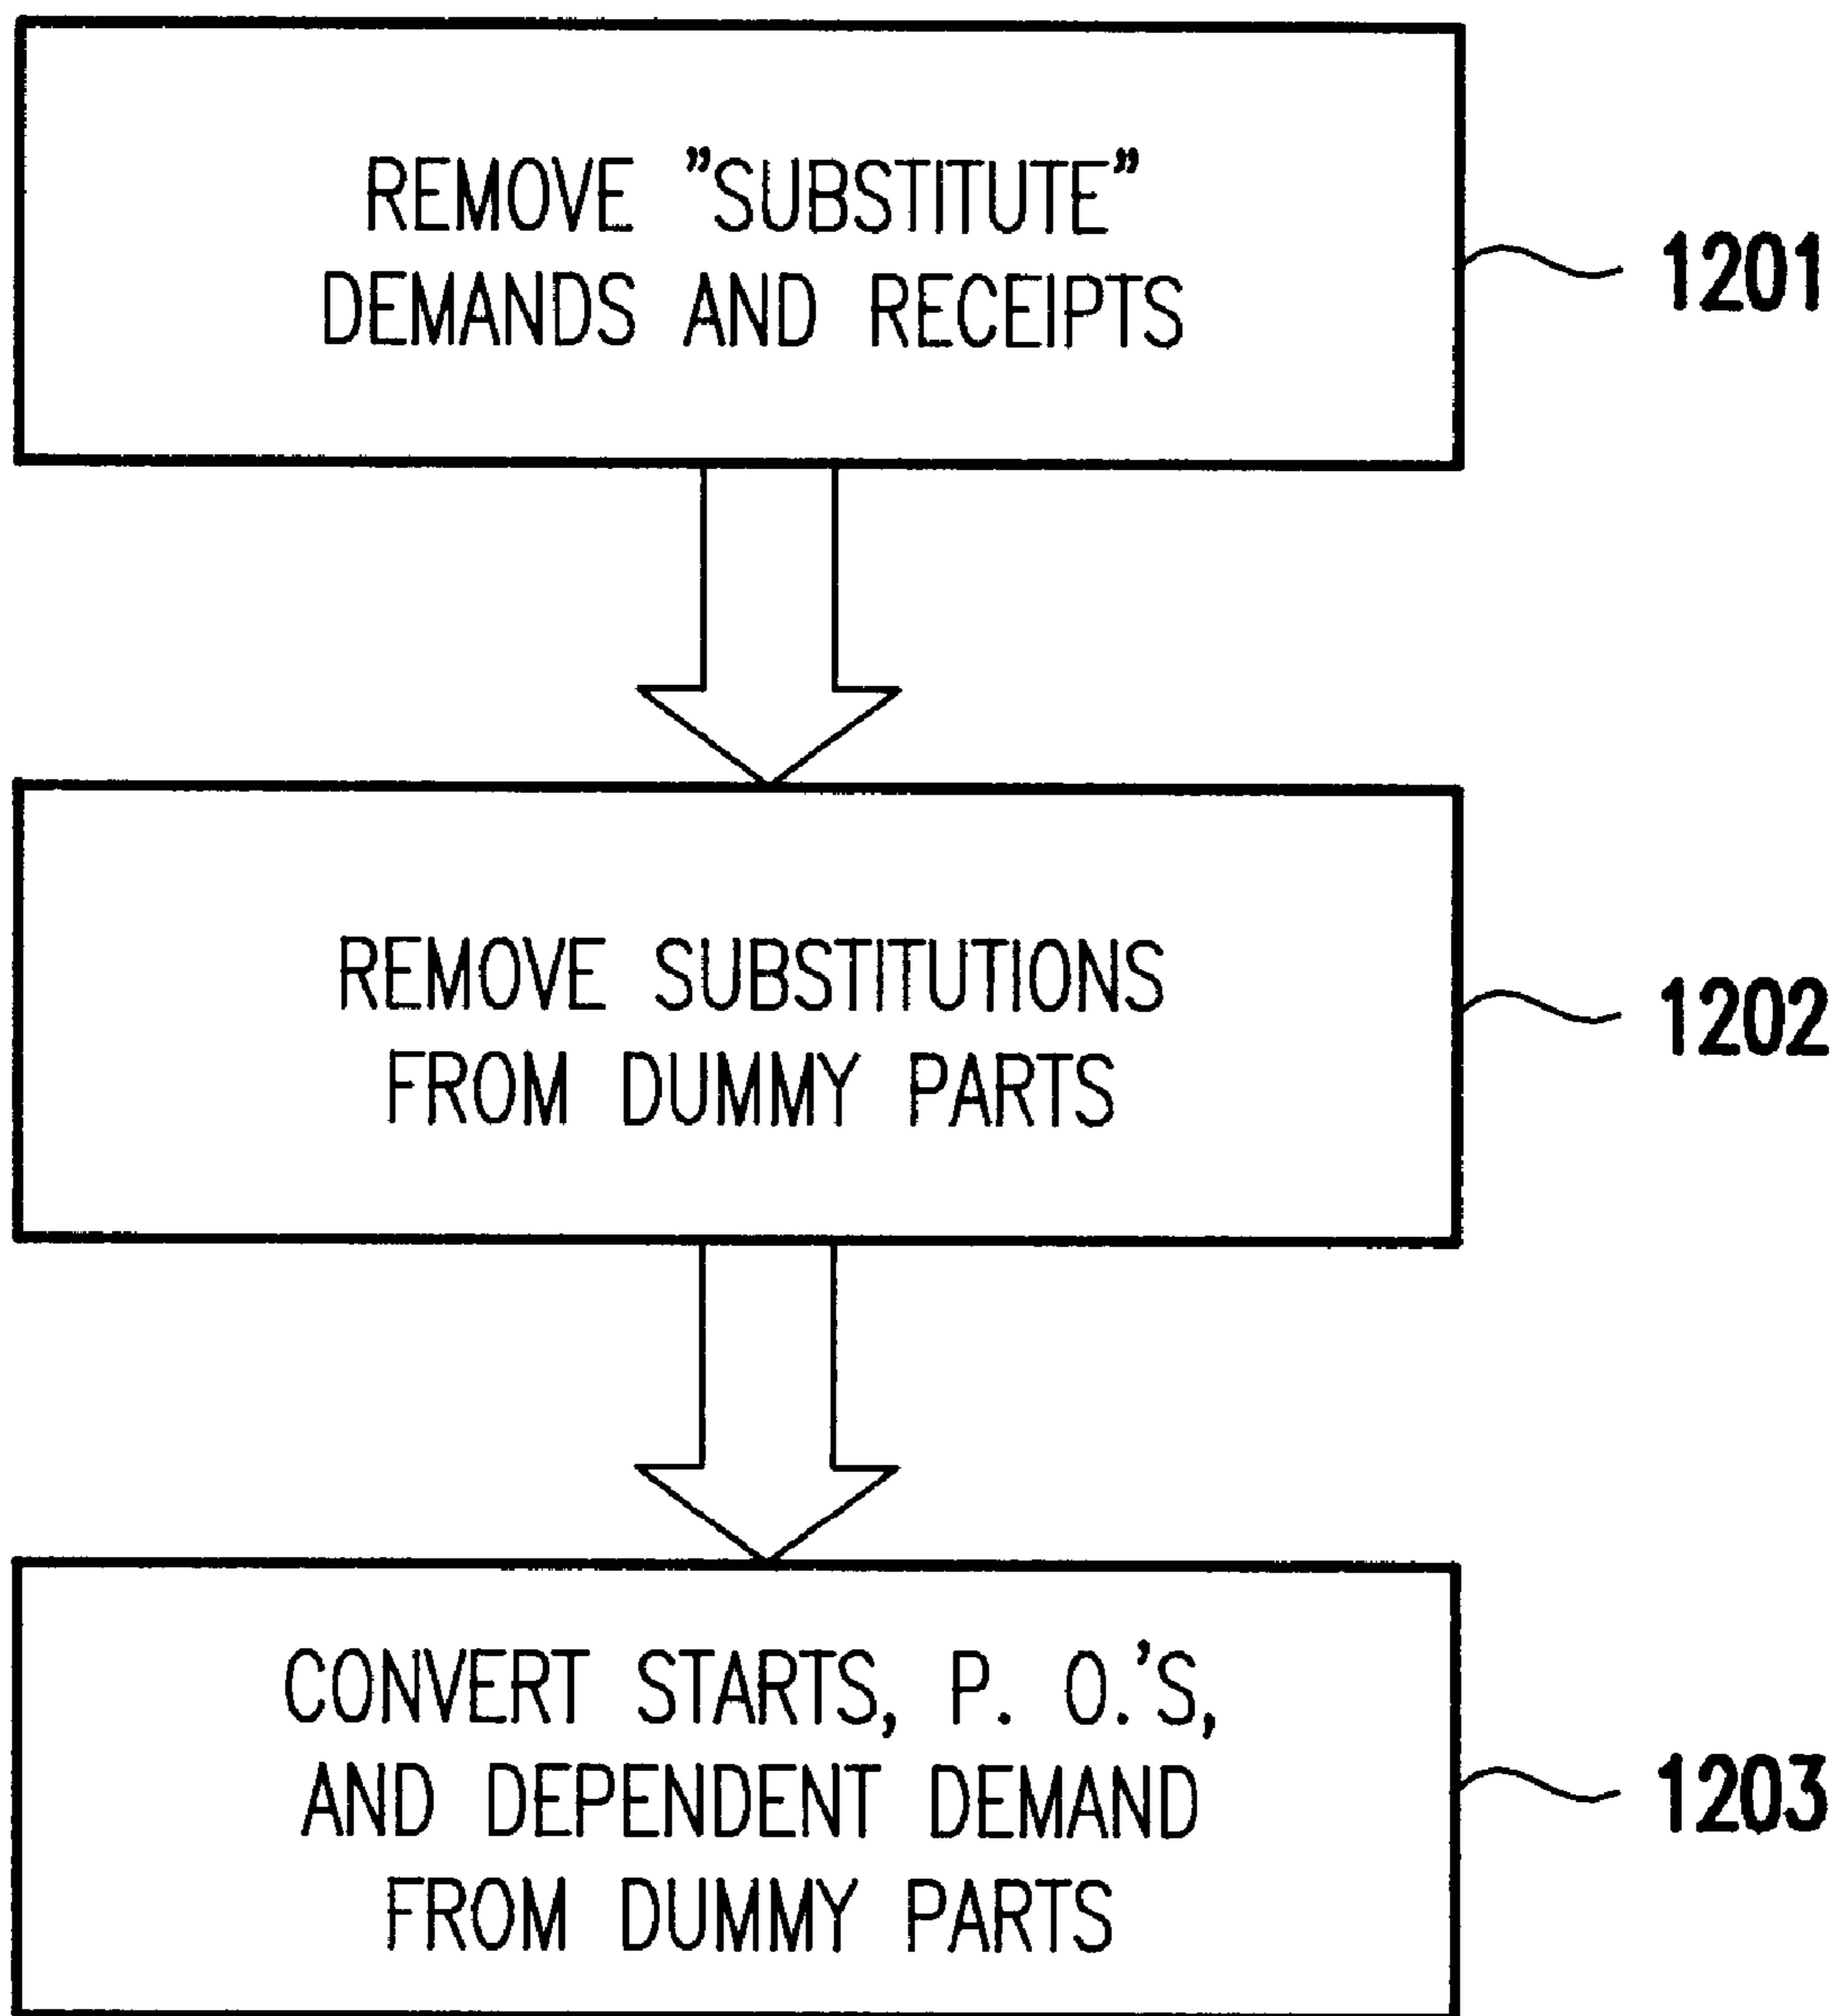 REMOVE "SUBSTITUTE"
DEMANDS AND RECEIPTS
1201
REMOVE SUBSTITUTIONS
FROM DUMMY PARTS
1202
CONVERT STARTS, P. O.'S,
AND DEPENDENT DEMAND
FROM DUMMY PARTS
1203